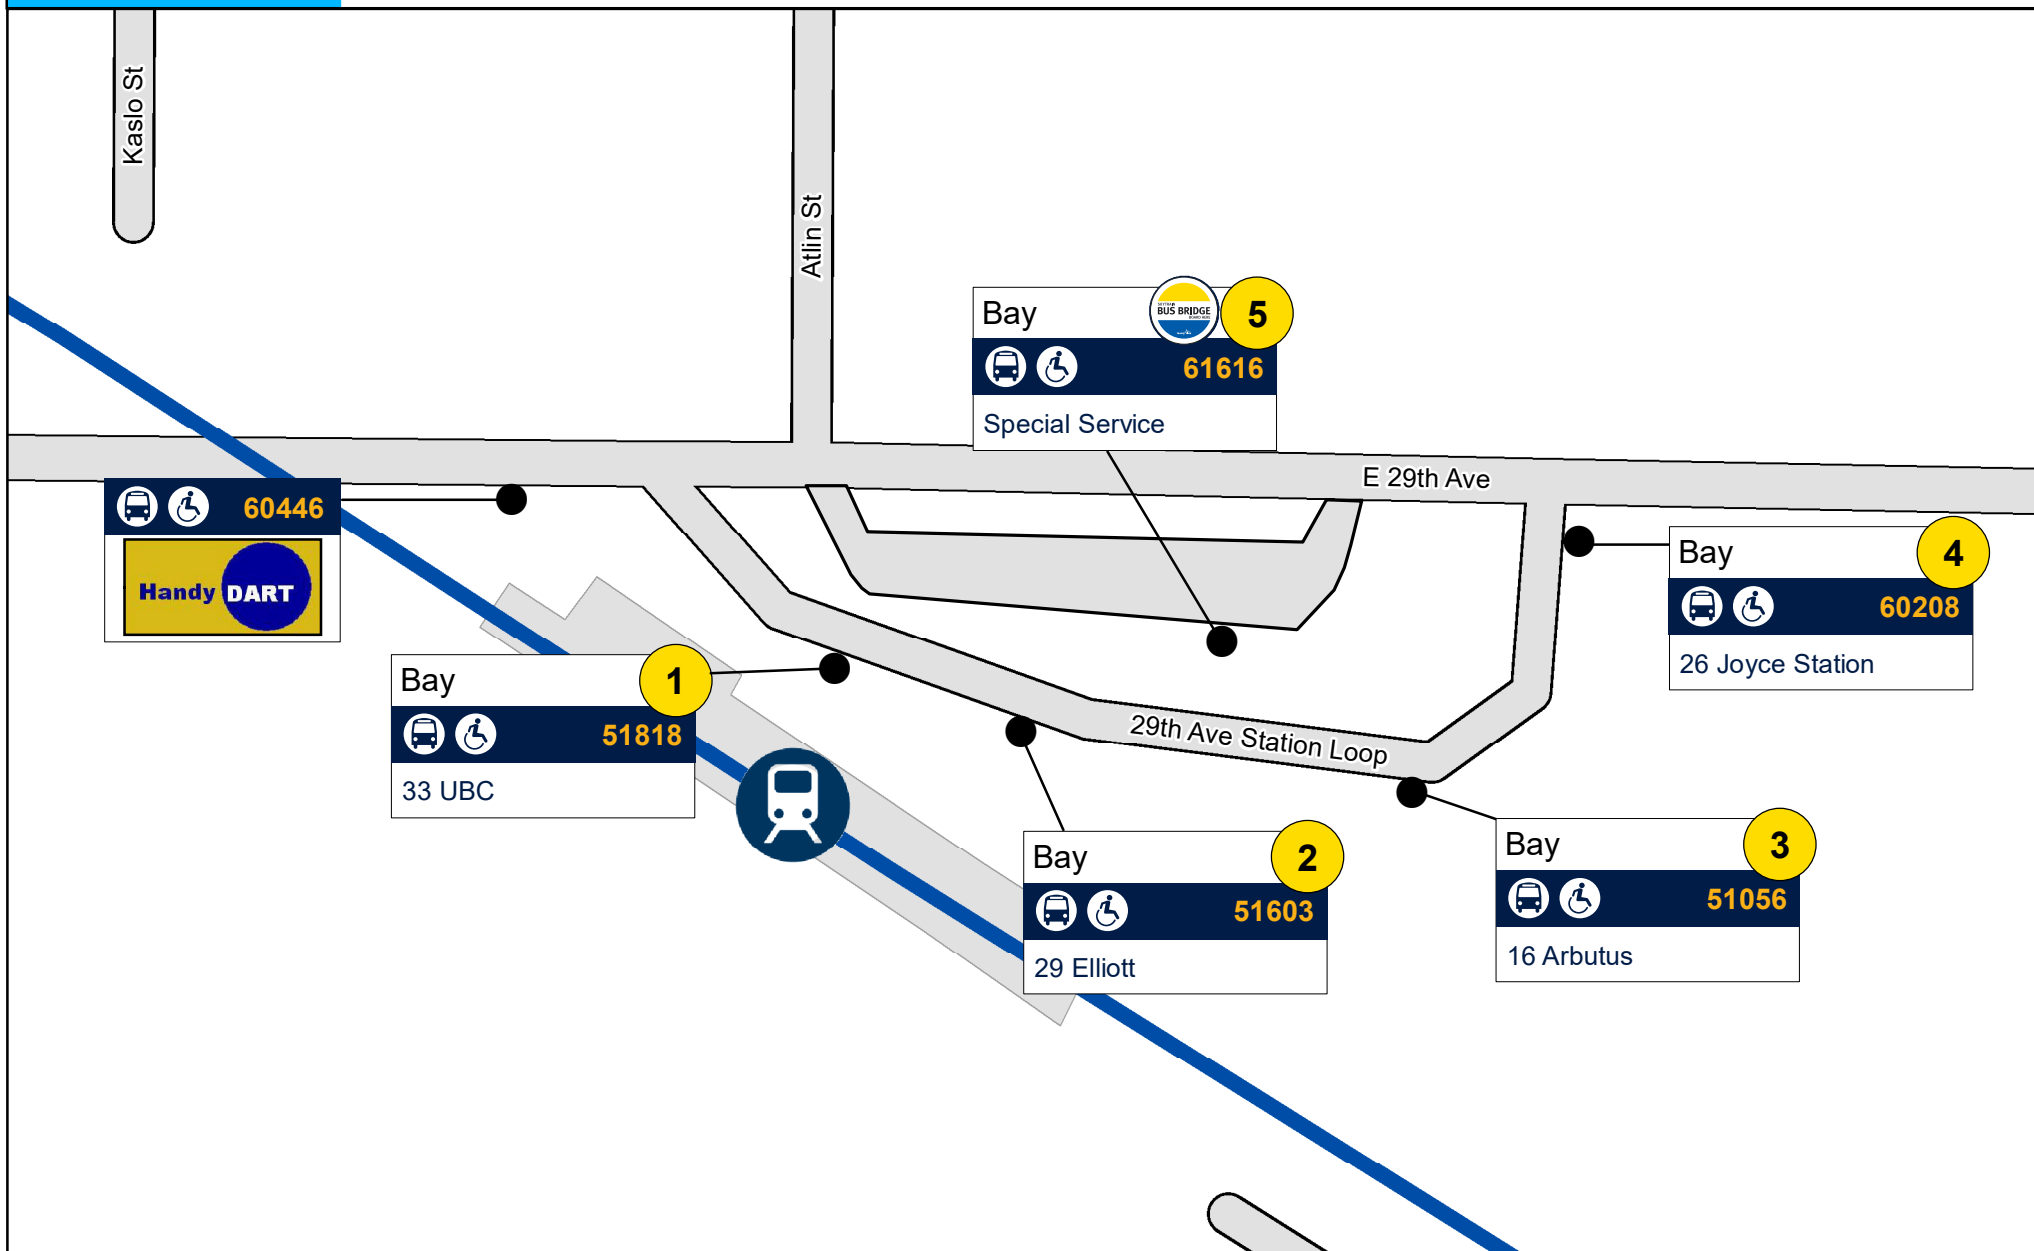 Kaslo St
Atlin St
Bay
BUS BRIDGE
5
61616
Special Service
E 29th Ave
60446
Handy DART
Bay
4
60208
26 Joyce Station
Bay
1
51818
33 UBC
29th Ave Station Loop
Bay
2
51603
29 Elliott
Bay
3
51056
16 Arbutus